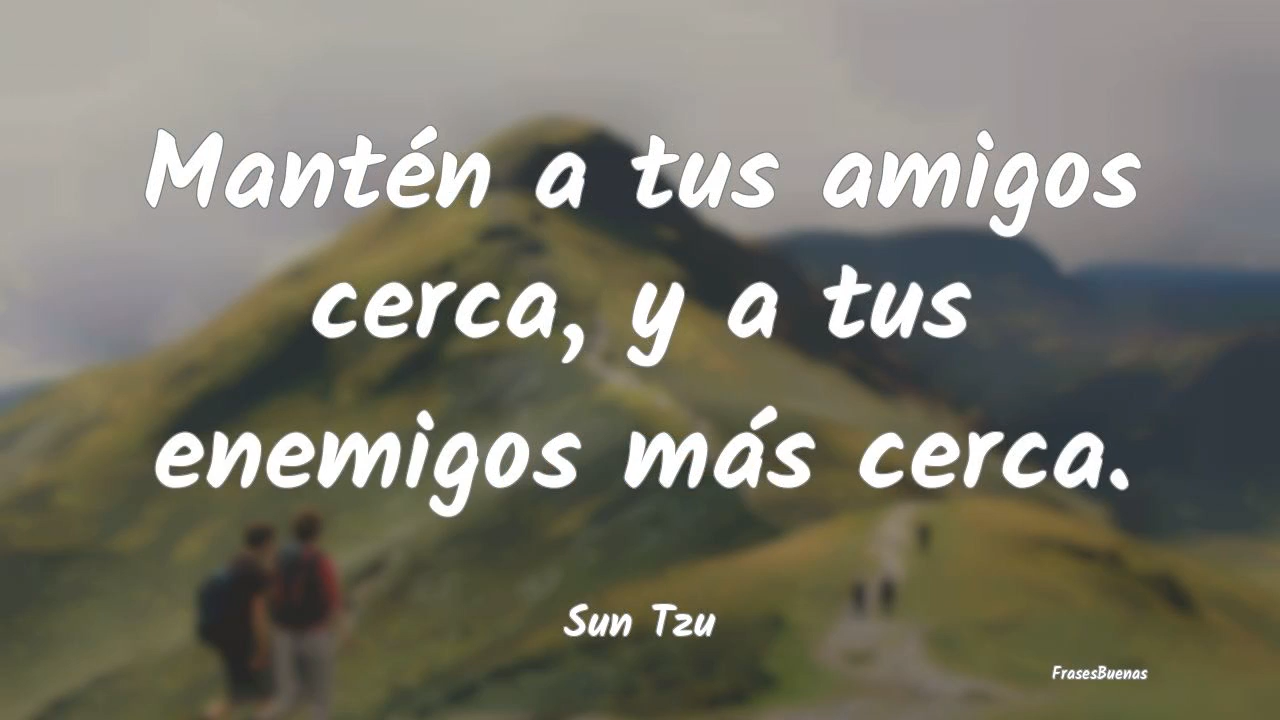 Mantén a tus amigos
cerca, y a tus
enemigos más cerca.
Sun Tzu
FrasesBuenas